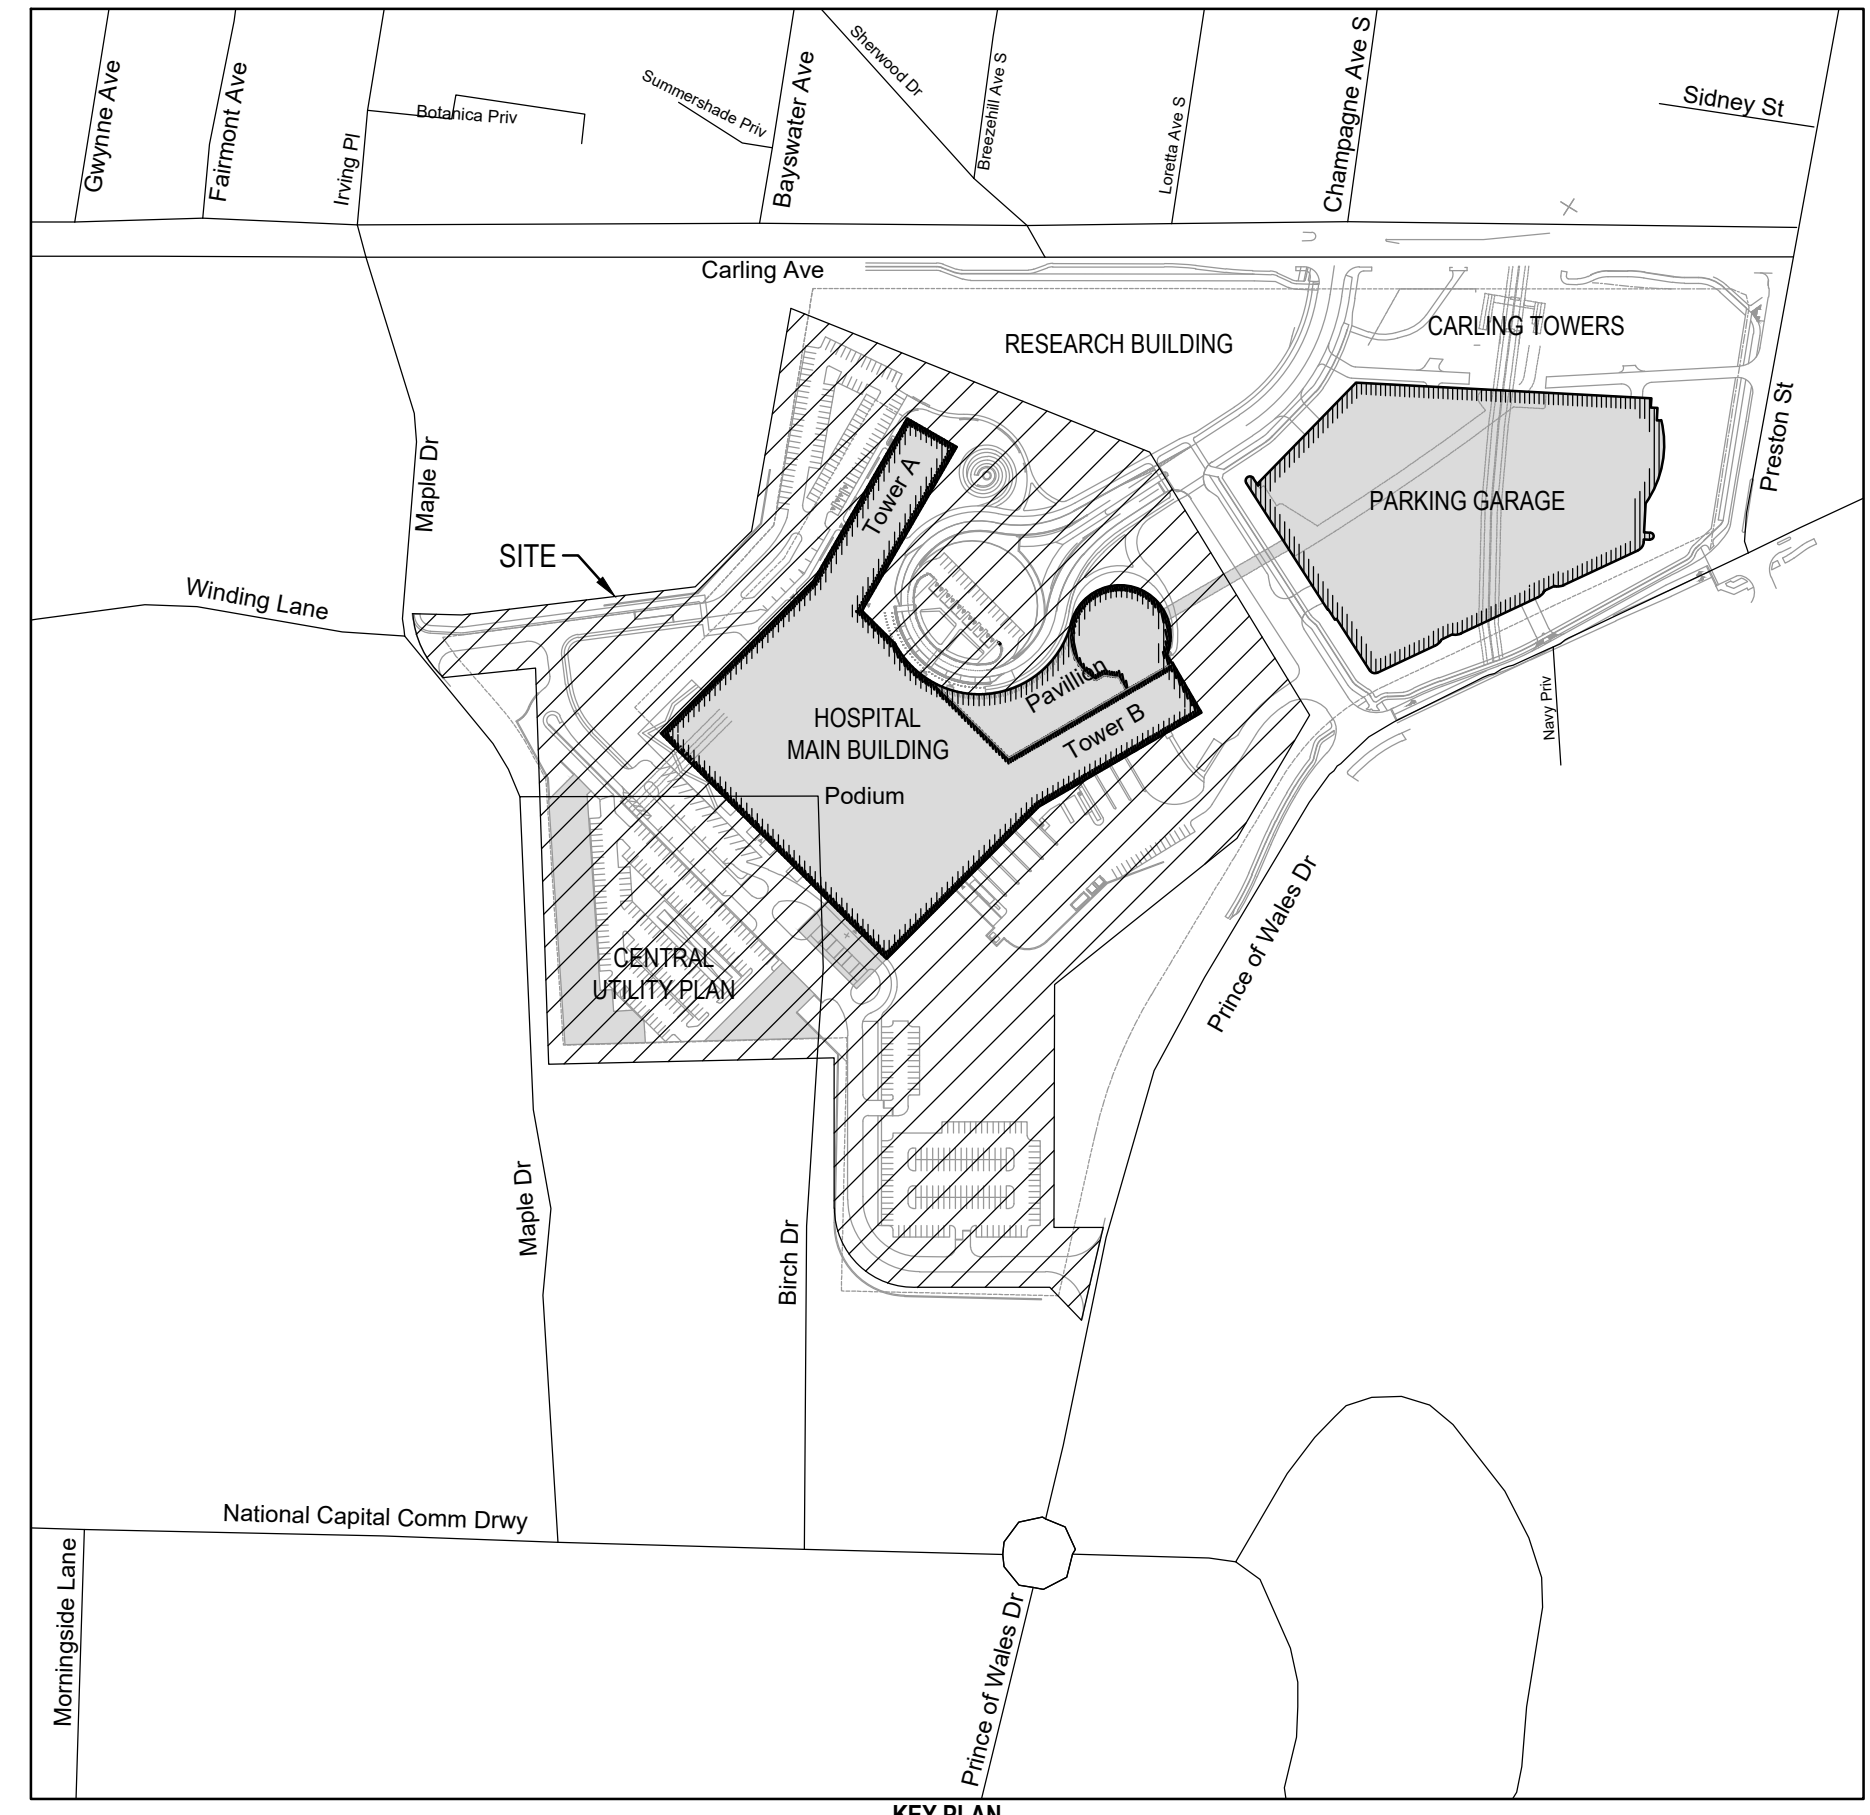 Gwynne Ave
Fairmont Ave
Irving Pl
Botanica Priv
Summershade Priv
Bayswater Ave
Sherwood Dr
Breezehill Ave S
Loretta Ave S
Champagne Ave S
Sidney St
Carling Ave
RESEARCH BUILDING
CARLING TOWERS
Preston St
Maple Dr
Tower A
PARKING GARAGE
SITE
Winding Lane
Pavillion
Navy Priv
HOSPITAL
MAIN BUILDING
Tower B
Podium
Prince of Wales Dr
CENTRAL
UTILITY PLAN
Maple Dr
Birch Dr
National Capital Comm Drwy
Morningside Lane
Prince of Wales Dr
KEY PLAN